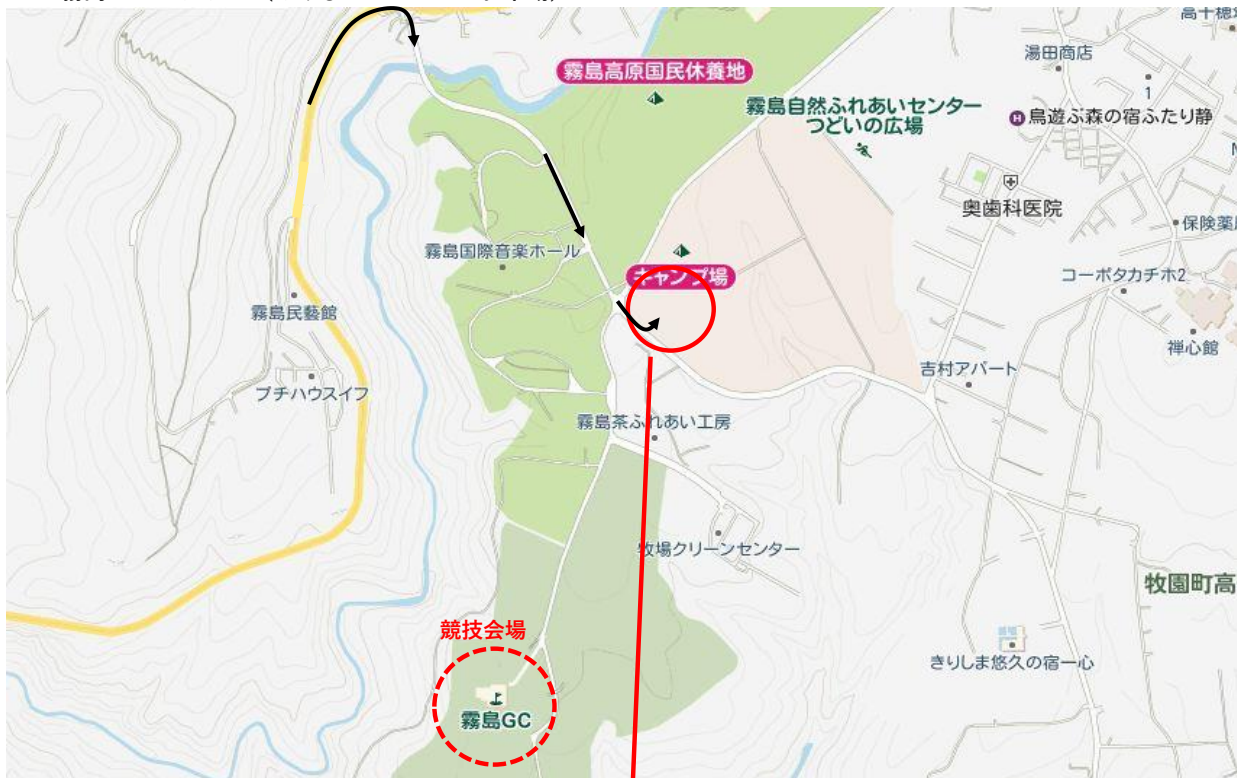 高千穂
湯田商店
霧島高原国民休養地
1
霧島自然ふれあいセンター
つどいの広場
鳥遊ぶ森の宿ふたり静
奥歯科医院
保険薬
霧島国際音楽ホール
キャンプ場
コーポタカチホ2
霧島民藝館
禅心館
吉村アパート
プチハウスイフ
霧島茶ふれあい工房
牧場クリーンセンター
牧園町高
競技会場
きりしま悠久の宿一心
霧島GC